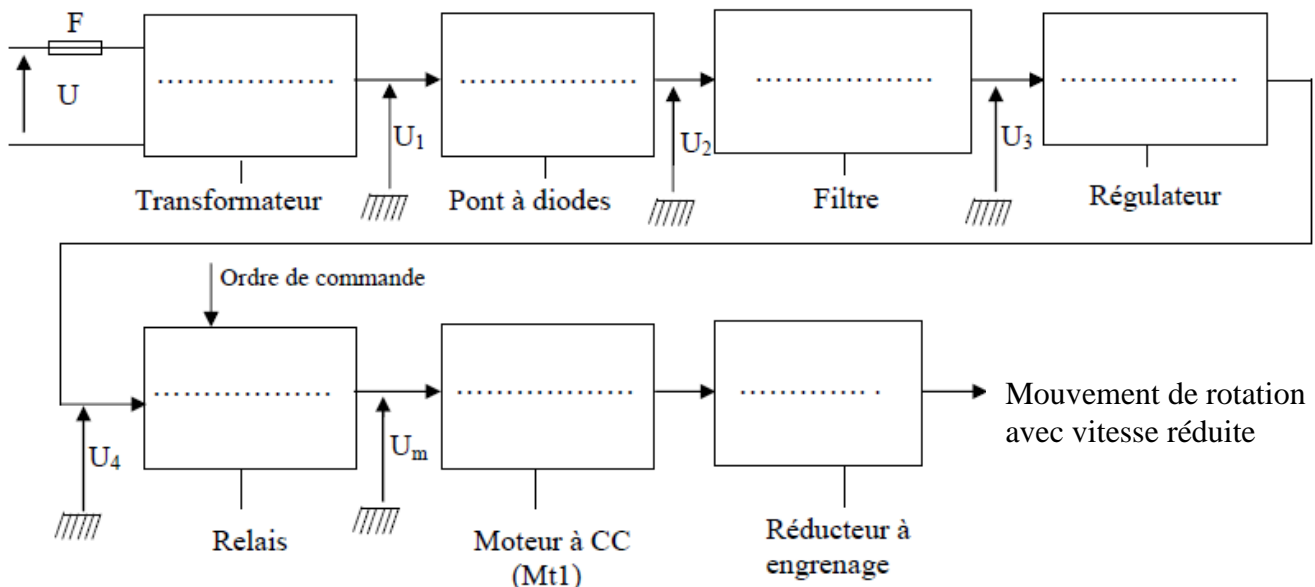 F
U
..................
..................
..................
..................
U₁
U₂
U₃
Transformateur
Pont à diodes
Filtre
Régulateur
Ordre de commande
..................
..................
............. .
Mouvement de rotation
avec vitesse réduite
U₄
Uₘ
Relais
Moteur à CC
(Mt1)
Réducteur à
engrenage